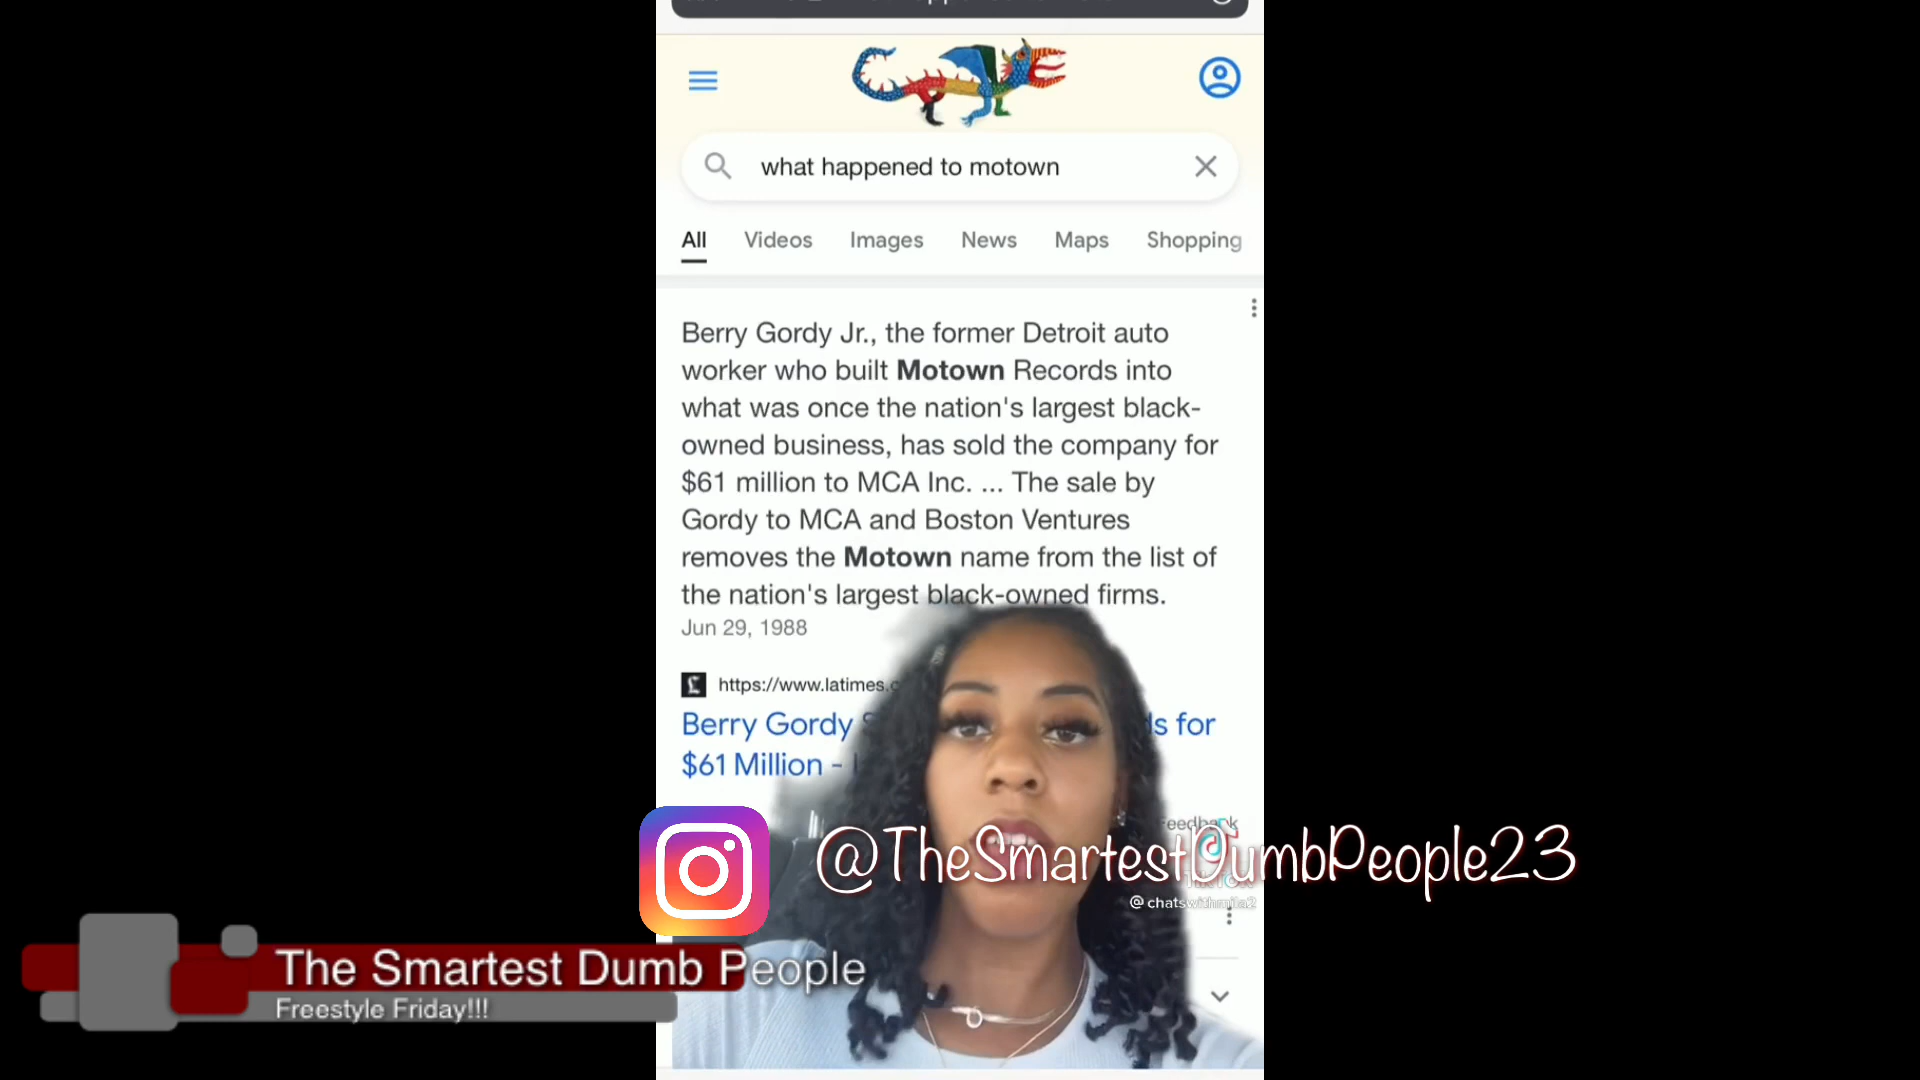 what happened to motown
All Videos Images News Maps Shopping
Berry Gordy Jr., the former Detroit auto
worker who built Motown Records into
what was once the nation's largest black-
owned business, has sold the company for
$61 million to MCA Inc. ... The sale by
Gordy to MCA and Boston Ventures
removes the Motown name from the list of
the nation's largest black-owned firms.
Jun 29, 1988
https://www.latimes.c
Berry Gordy
ds for
$61 Million -
Feedback
@TheSmartestDumbPeople23
TikTok
@chatswithmila2
The Smartest Dumb People
Freestyle Friday!!!